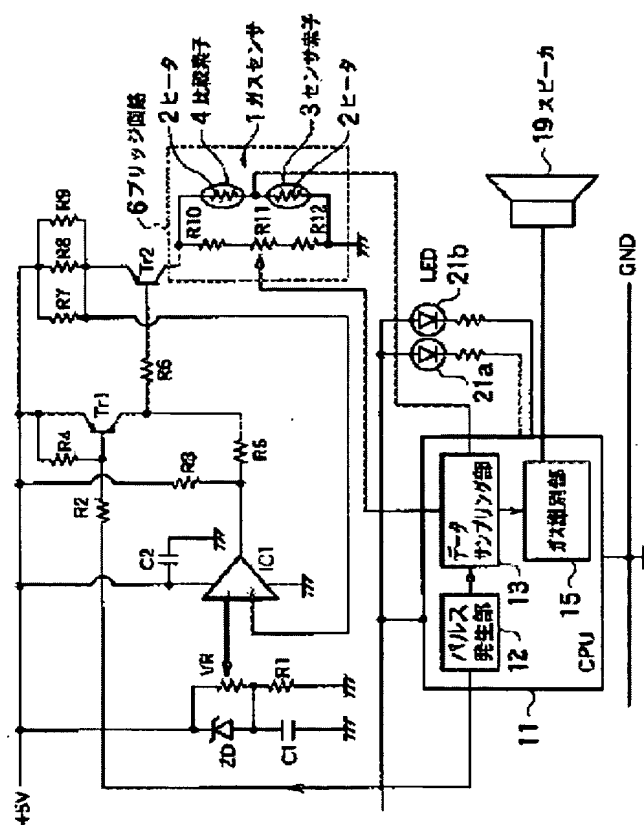 +5V
R2
R4
Tr1
R7
R8
R9
Tr2
R6
R3
R5
C2
IC1
VR
ZD
R1
C1
6 ブリッジ回路
2 ヒータ
4 比較素子
1 ガスセンサ
3 センサ素子
2 ヒータ
R10
R11
R12
LED
21b
21a
19 スピーカ
パルス
発生部
12
データ
サンプリング部
13
ガス識別部
15
CPU
11
GND